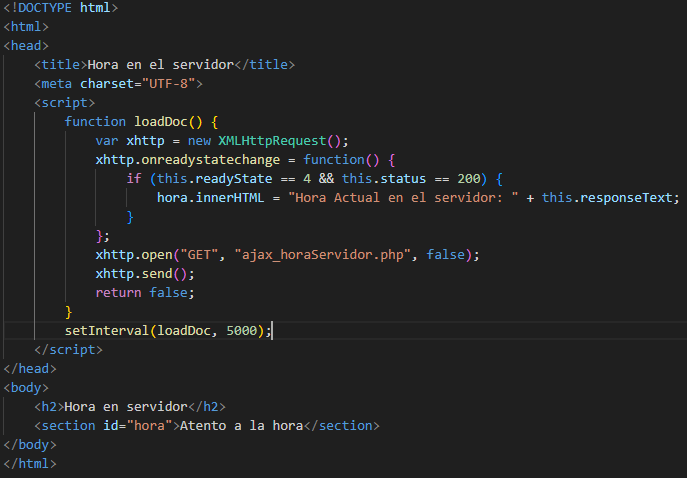 <!DOCTYPE html>
<html>
<head>
    <title>Hora en el servidor</title>
    <meta charset="UTF-8">
    <script>
        function loadDoc() {
            var xhttp = new XMLHttpRequest();
            xhttp.onreadystatechange = function() {
                if (this.readyState == 4 && this.status == 200) {
                    hora.innerHTML = "Hora Actual en el servidor: " + this.responseText;
                }
            };
            xhttp.open("GET", "ajax_horaServidor.php", false);
            xhttp.send();
            return false;
        }
        setInterval(loadDoc, 5000);
    </script>
</head>
<body>
    <h2>Hora en servidor</h2>
    <section id="hora">Atento a la hora</section>
</body>
</html>